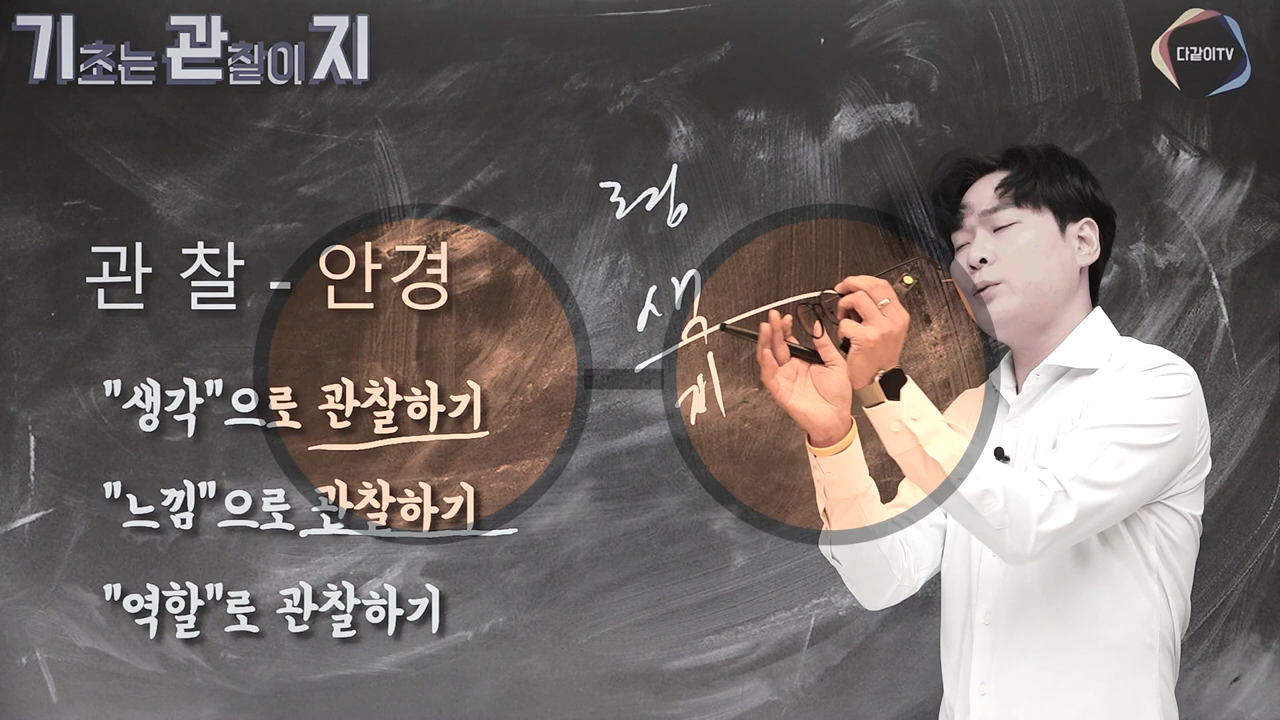 기초는 관찰이지
다같이TV
관찰 - 안경
"생각"으로 관찰하기
"느낌"으로 관찰하기
"역할"로 관찰하기